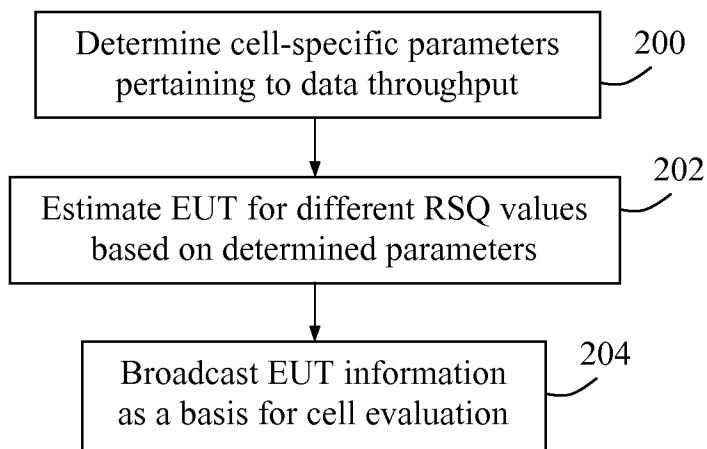 Determine cell-specific parameters
pertaining to data throughput
200
Estimate EUT for different RSQ values
based on determined parameters
202
Broadcast EUT information
as a basis for cell evaluation
204